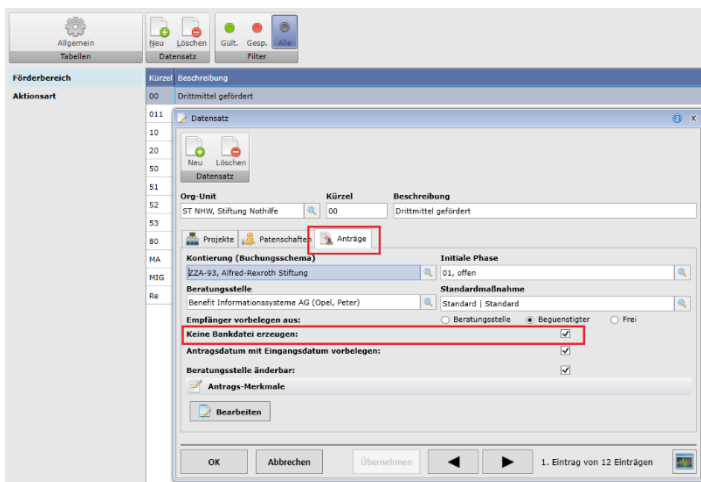 Allgemein
Tabellen
Neu Löschen
Datensatz
Gült. Gesp. Alle
Filter
Förderbereich
Aktionsart
Kürzel Beschreibung
00 Drittmittel gefördert
011
10
20
50
51
52
53
80
MA
MIG
Re
Datensatz
Neu Löschen
Datensatz
Org-Unit Kürzel Beschreibung
ST NHW, Stiftung Nothilfe 00 Drittmittel gefördert
Projekte Patenschaften Anträge
Kontierung (Buchungsschema) Initiale Phase
ZZA-93, Alfred-Rexroth Stiftung 01, offen
Beratungsstelle Standardmaßnahme
Benefit Informationssysteme AG (Opel, Peter) Standard | Standard
Empfänger vorbelegen aus: Beratungsstelle Beguenstigter Frei
Keine Bankdatei erzeugen:
Antragsdatum mit Eingangsdatum vorbelegen:
Beratungsstelle änderbar:
Antrags-Merkmale
Bearbeiten
OK Abbrechen Übernehmen 1. Eintrag von 12 Einträgen